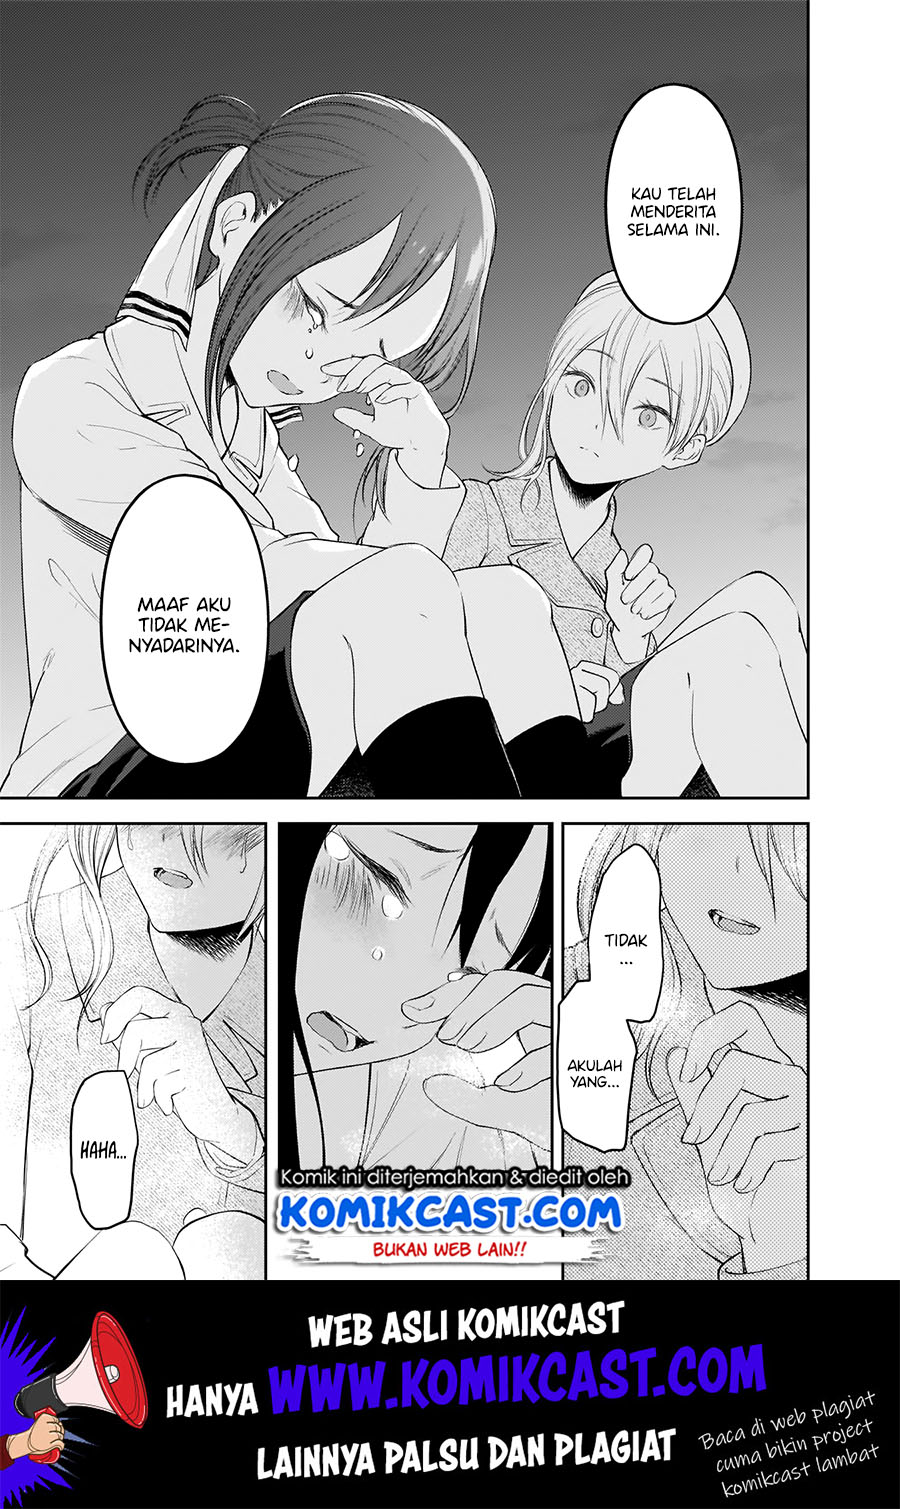 KAU TELAH
MENDERITA
SELAMA INI.
MAAF AKU
TIDAK ME-
NYADARINYA.
TIDAK
...
AKULAH
YANG...
HAHA...
Komik ini diterjemahkan & diedit oleh
KOMIKCAST.COM
BUKAN WEB LAIN!!
WEB ASLI KOMIKCAST
HANYA WWW.KOMIKCAST.COM
LAINNYA PALSU DAN PLAGIAT
Baca di web plagiat
cuma bikin project
komikcast lambat